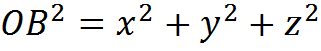 OB² = x² + y² + z²